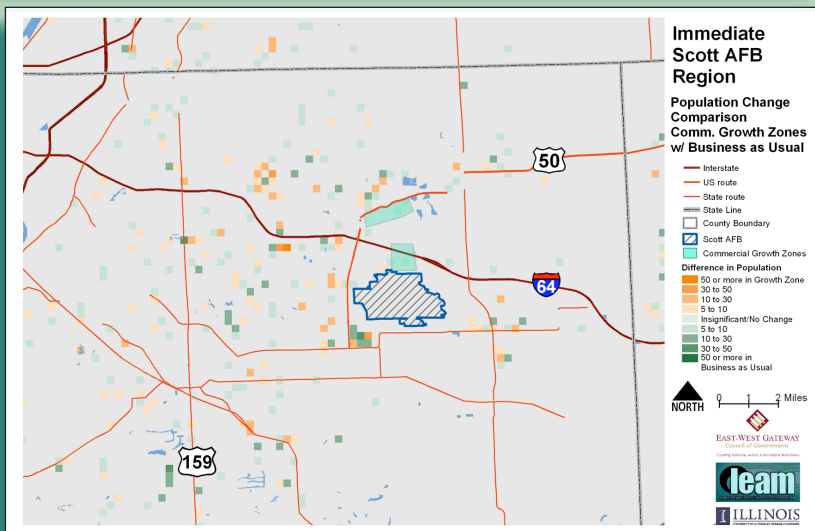 Immediate
Scott AFB
Region
Population Change
Comparison
Comm. Growth Zones
w/ Business as Usual
Interstate
US route
State route
State Line
County Boundary
Scott AFB
Commercial Growth Zones
Difference in Population
50 or more in Growth Zone
30 to 50
10 to 30
5 to 10
Insignificant/No Change
5 to 10
10 to 30
30 to 50
50 or more in
Business as Usual
50
64
159
NORTH
0 1 2 Miles
EAST-WEST GATEWAY
Council of Governments
leam
ILLINOIS